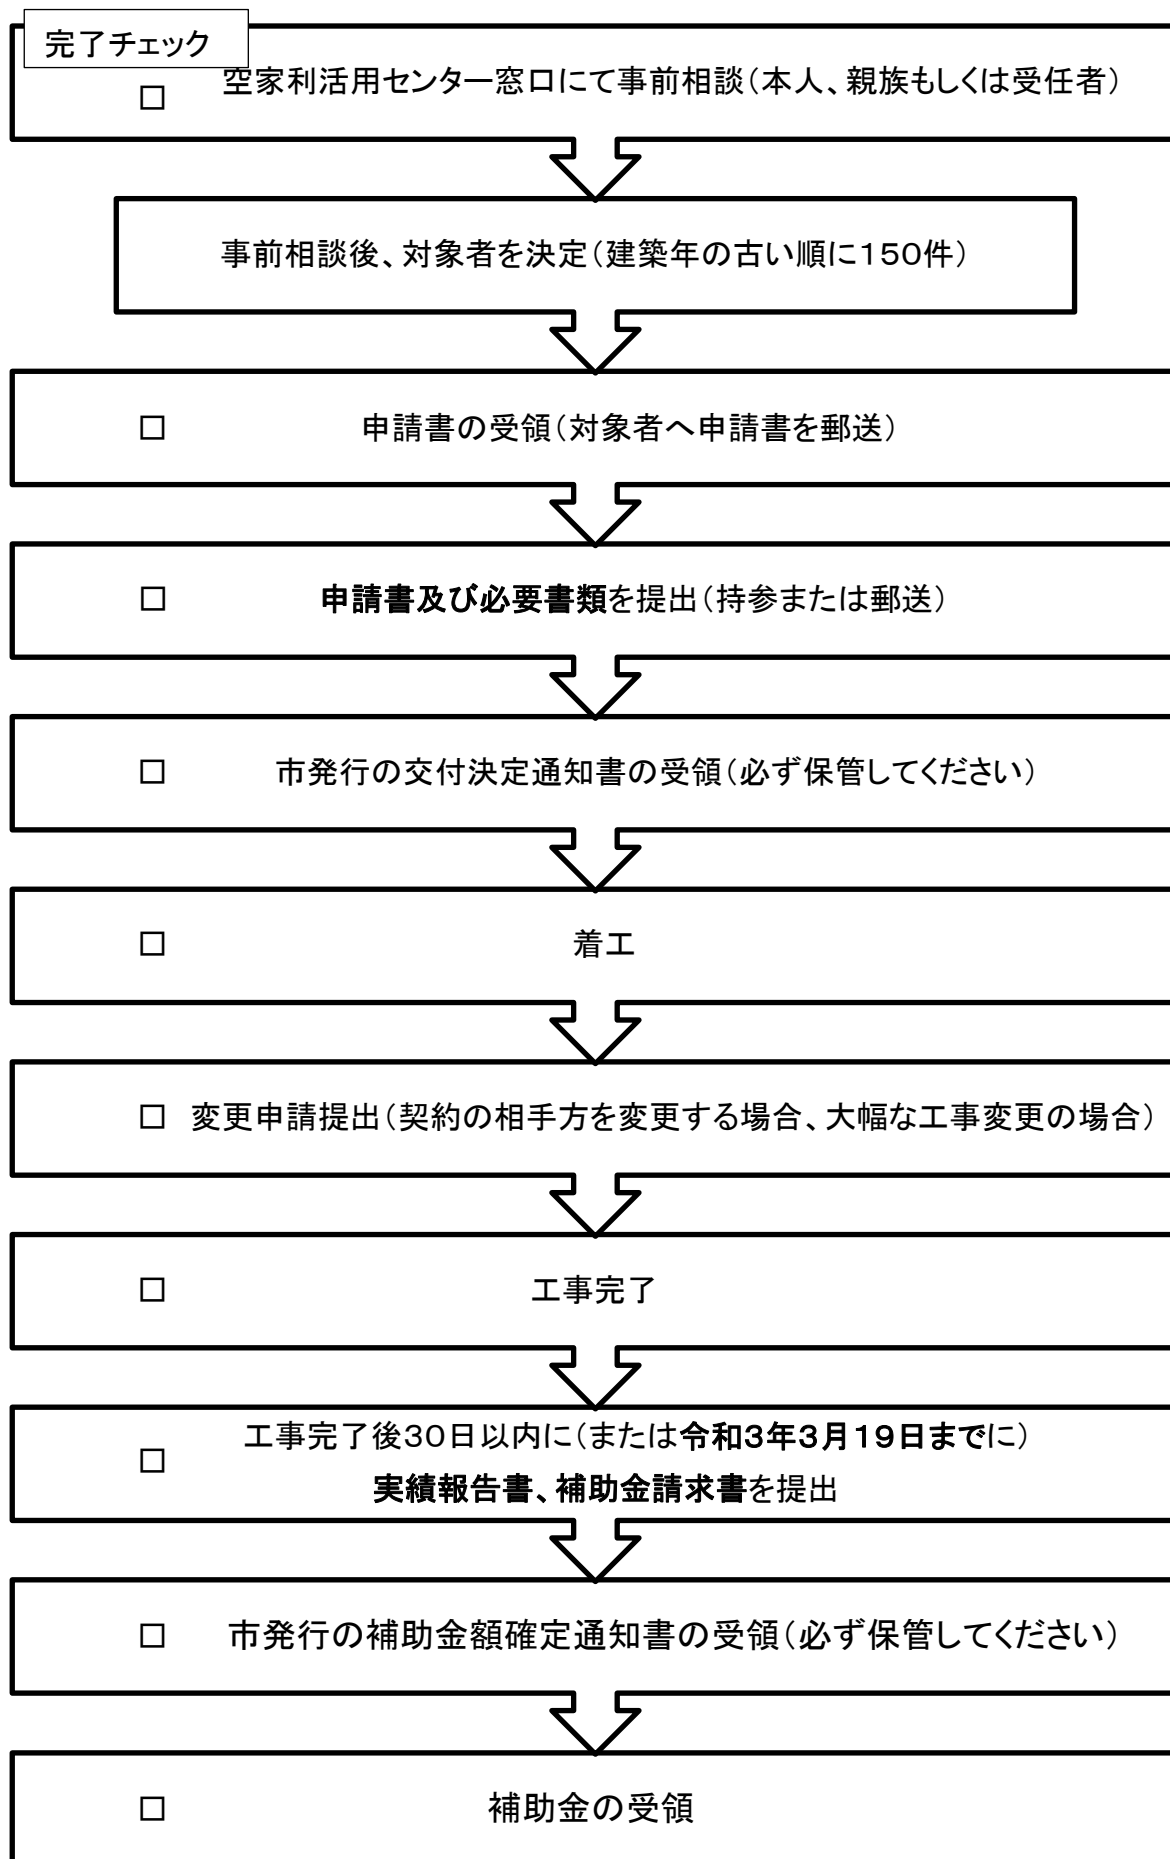 完了チェック
□ 空家利活用センター窓口にて事前相談（本人、親族もしくは受任者）
事前相談後、対象者を決定（建築年の古い順に１５０件）
□ 申請書の受領（対象者へ申請書を郵送）
□ 申請書及び必要書類を提出（持参または郵送）
□ 市発行の交付決定通知書の受領（必ず保管してください）
□ 着工
□ 変更申請提出（契約の相手方を変更する場合、大幅な工事変更の場合）
□ 工事完了
□ 工事完了後３０日以内に（または令和３年３月１９日までに）
実績報告書、補助金請求書を提出
□ 市発行の補助金額確定通知書の受領（必ず保管してください）
□ 補助金の受領